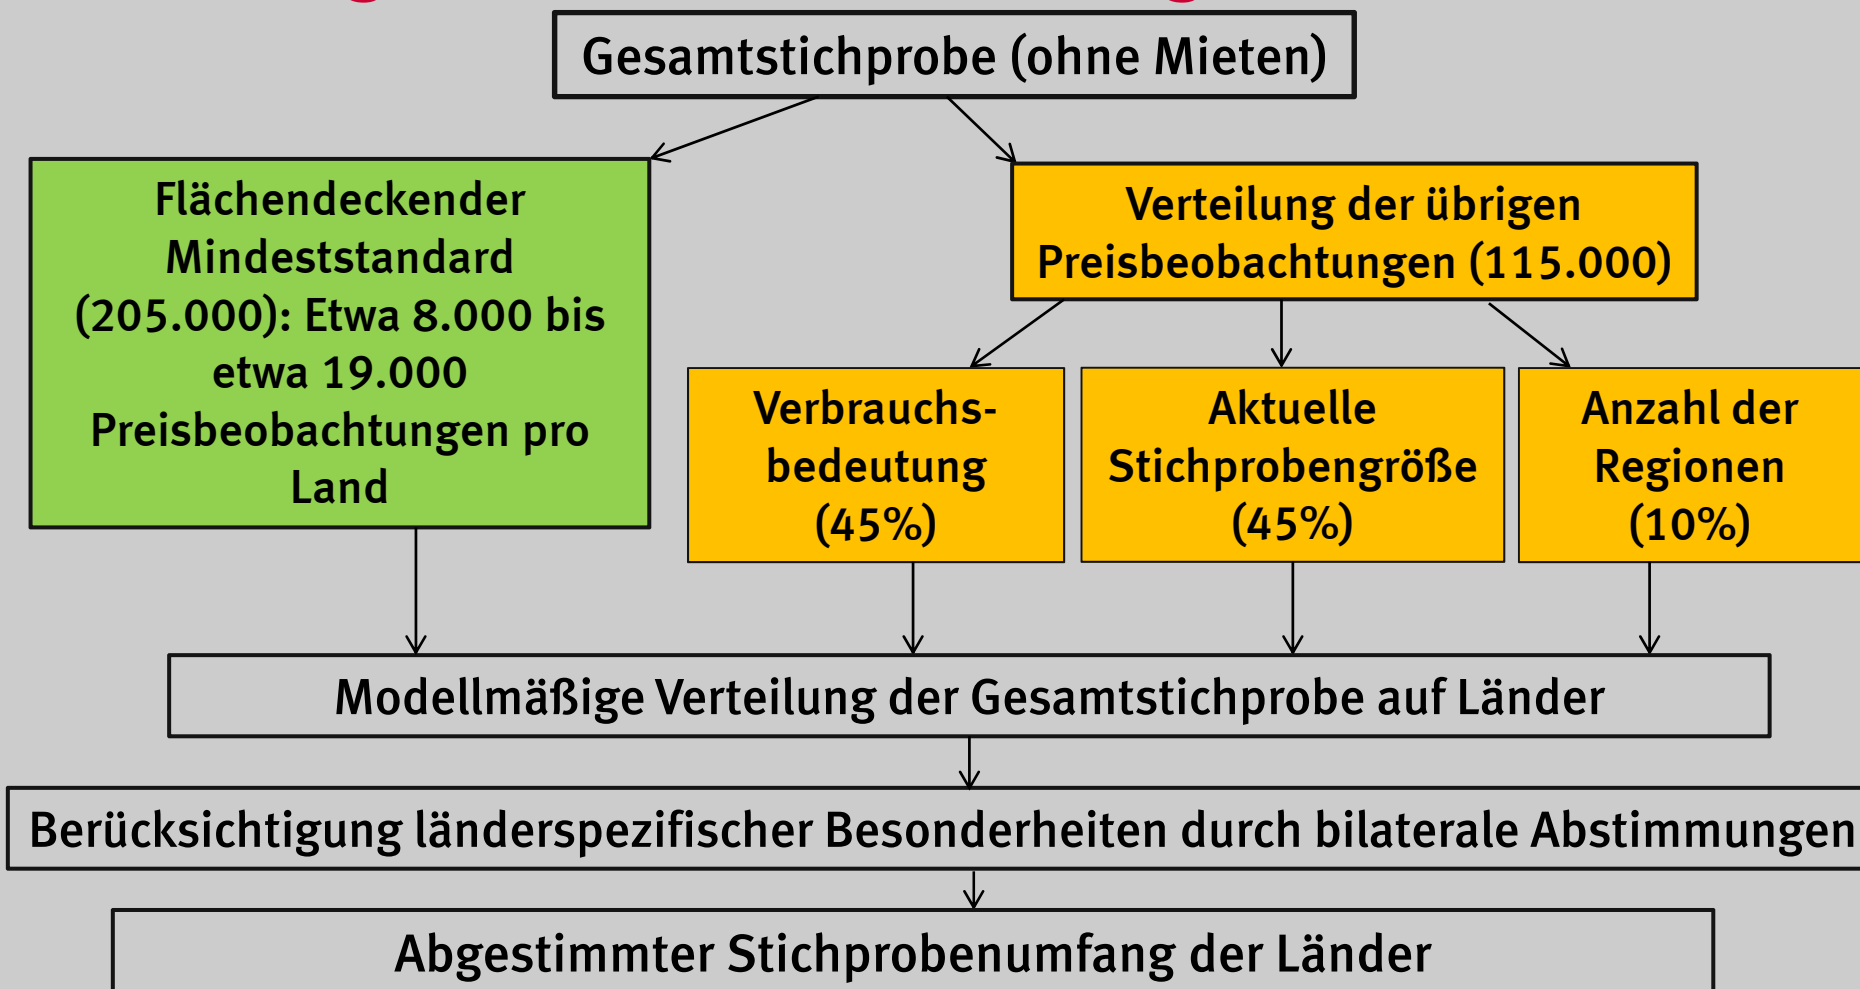 Gesamtstichprobe (ohne Mieten)
Flächendeckender
Mindeststandard
(205.000): Etwa 8.000 bis
etwa 19.000
Preisbeobachtungen pro
Land
Verteilung der übrigen
Preisbeobachtungen (115.000)
Verbrauchs-
bedeutung
(45%)
Aktuelle
Stichprobengröße
(45%)
Anzahl der
Regionen
(10%)
Modellmäßige Verteilung der Gesamtstichprobe auf Länder
Berücksichtigung länderspezifischer Besonderheiten durch bilaterale Abstimmungen
Abgestimmter Stichprobenumfang der Länder